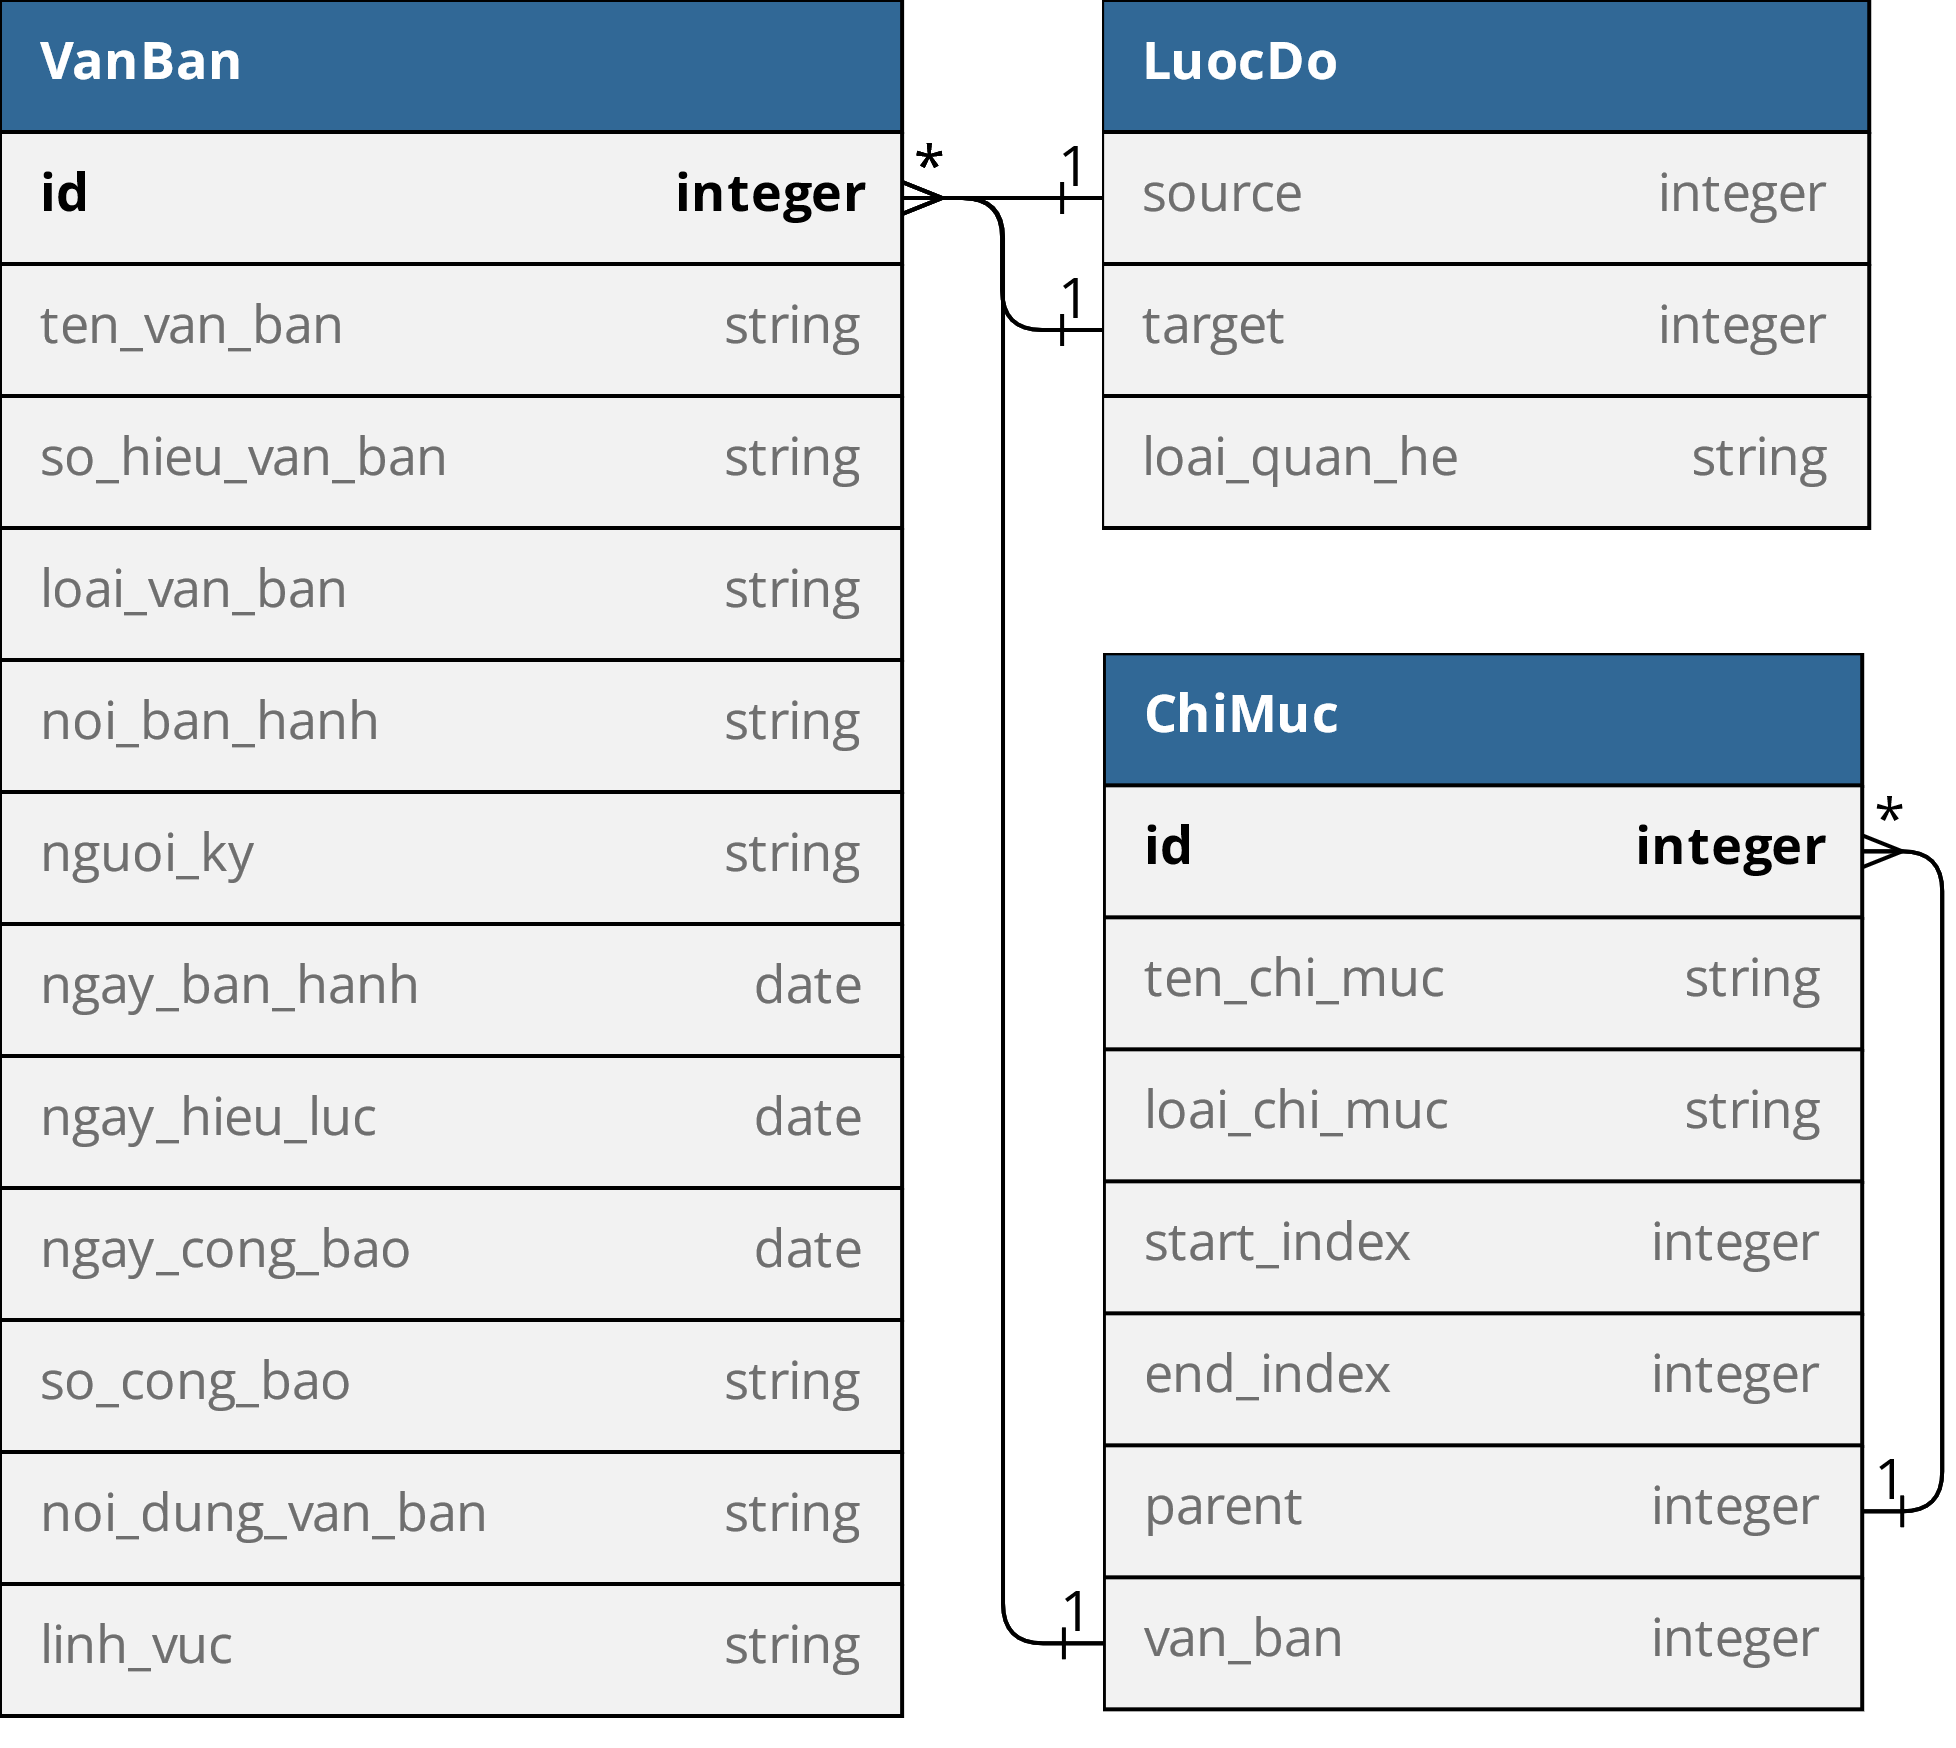 VanBan
id integer
ten_van_ban string
so_hieu_van_ban string
loai_van_ban string
noi_ban_hanh string
nguoi_ky string
ngay_ban_hanh date
ngay_hieu_luc date
ngay_cong_bao date
so_cong_bao string
noi_dung_van_ban string
linh_vuc string
* 1
1
1
LuocDo
source integer
target integer
loai_quan_he string
ChiMuc
id integer
ten_chi_muc string
loai_chi_muc string
start_index integer
end_index integer
parent integer
van_ban integer
*
1